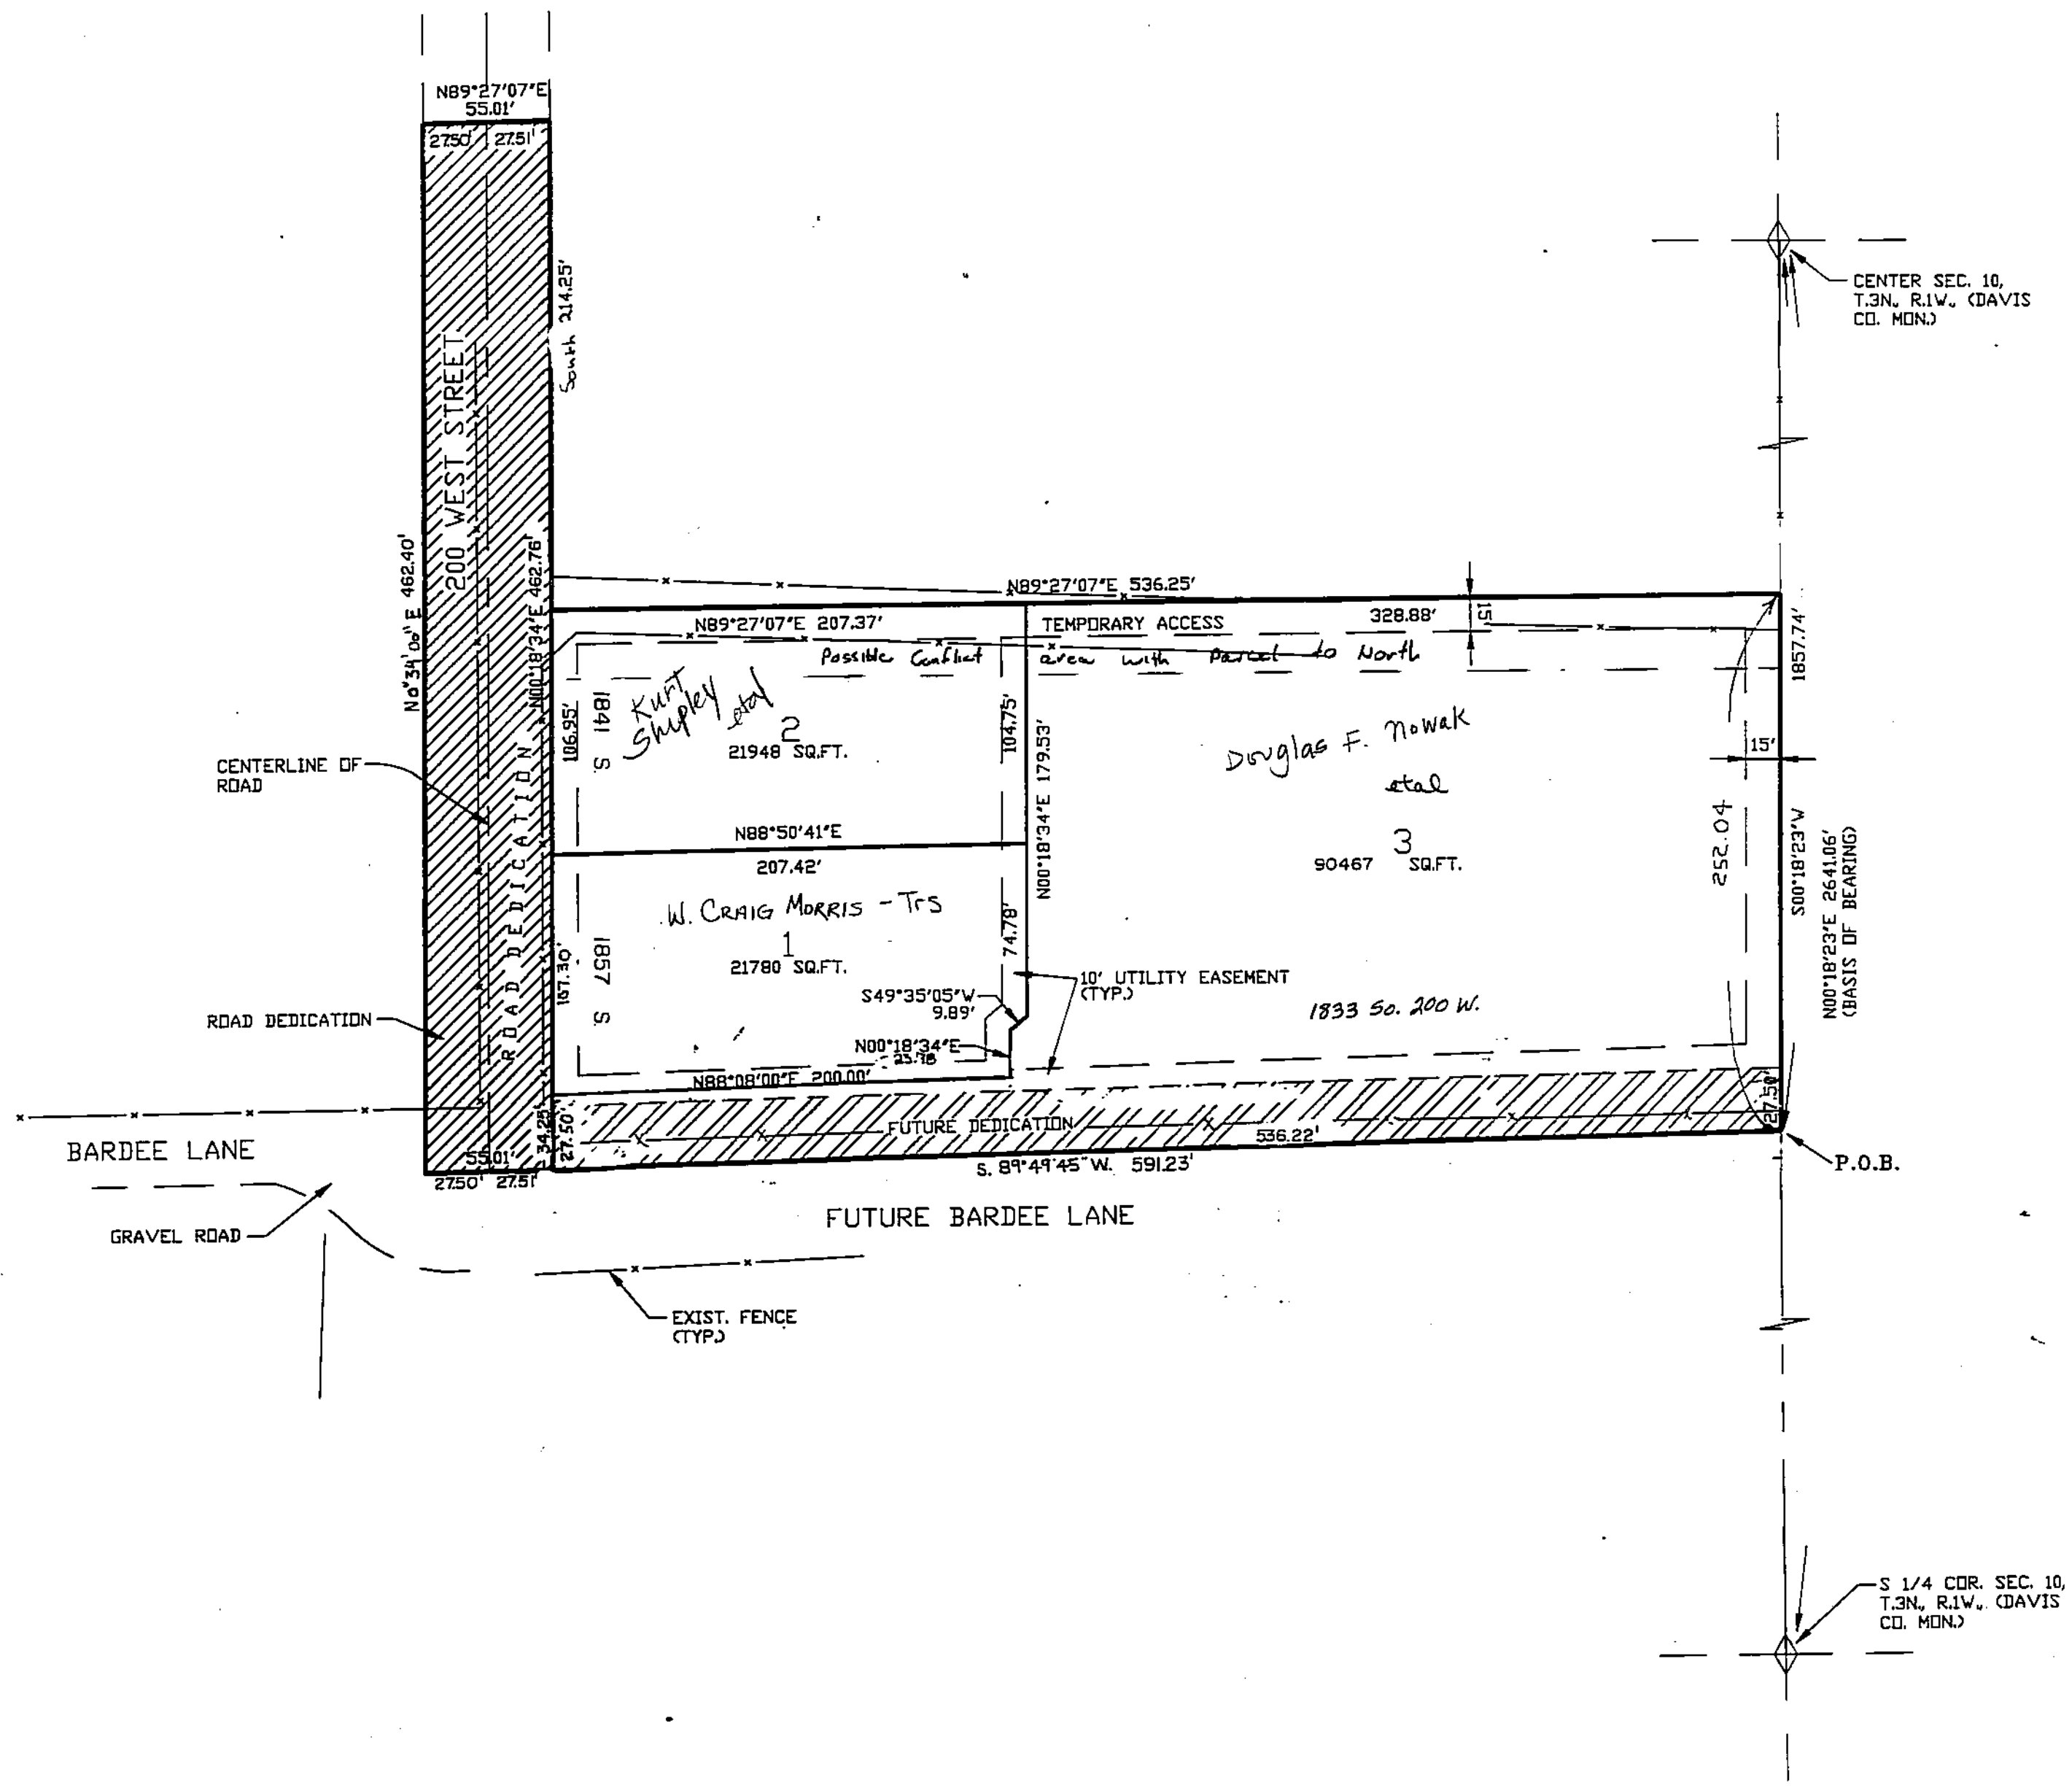 N89°27'07"E
55.01'
27.50' 27.51'
South 214.25'
200 WEST STREET
N 0°34'00" E 462.40'
N00°18'34"E 462.76'
ROAD DEDICATION
CENTER SEC. 10,
T.3N., R.1W., (DAVIS
CO. MON.)
N89°27'07"E 536.25'
N89°27'07"E 207.37'
TEMPORARY ACCESS
328.88'
15'
Possible Conflict area with Parcel to North
1857.74'
106.95'
1841 S.
Kurt
Shipley etal
2
21948 SQ.FT.
104.75'
N00°18'34"E 179.53'
Douglas F. Nowak
etal
3
90467 SQ.FT.
15'
252.04
S00°18'23"W
N00°18'23"E 2641.06'
(BASIS OF BEARING)
CENTERLINE OF
ROAD
N88°50'41"E
207.42'
W. CRAIG MORRIS - Trs
1
21780 SQ.FT.
74.78'
1857 S.
10' UTILITY EASEMENT
(TYP.)
S49°35'05"W
9.89'
1833 So. 200 W.
ROAD DEDICATION
N00°18'34"E
23.78
N88°08'00"E 200.00'
34.25'
27.50'
FUTURE DEDICATION
536.22'
27.50'
BARDEE LANE
55.01'
27.50' 27.51'
S. 89°49'45" W. 591.23'
P.O.B.
GRAVEL ROAD
FUTURE BARDEE LANE
EXIST. FENCE
(TYP.)
S 1/4 COR. SEC. 10,
T.3N., R.1W., (DAVIS
CO. MON.)